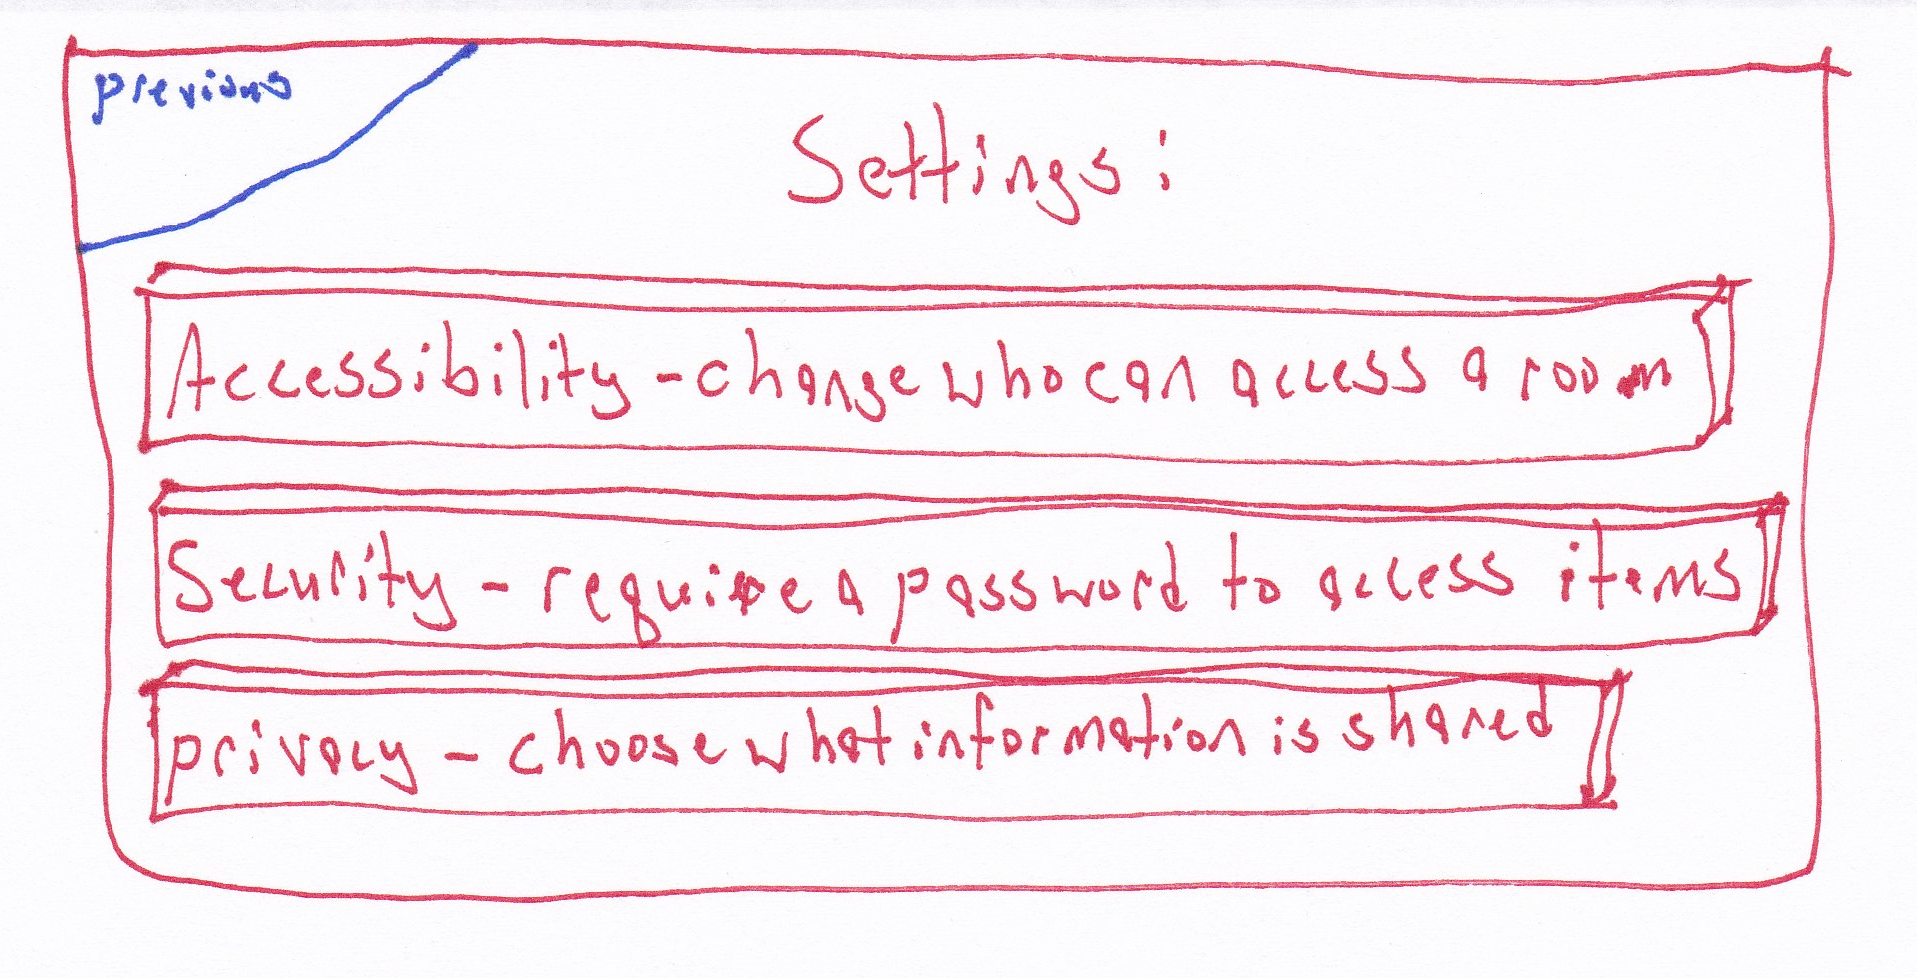 previous
Settings:
Accessibility - change who can access a room
Security - require a password to access items
privacy - choose what information is shared